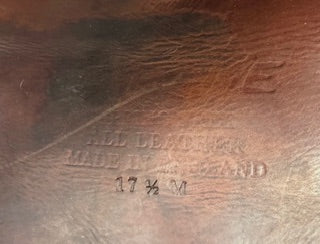 E
ALL LEATHER
MADE IN ENGLAND
17 ½ M